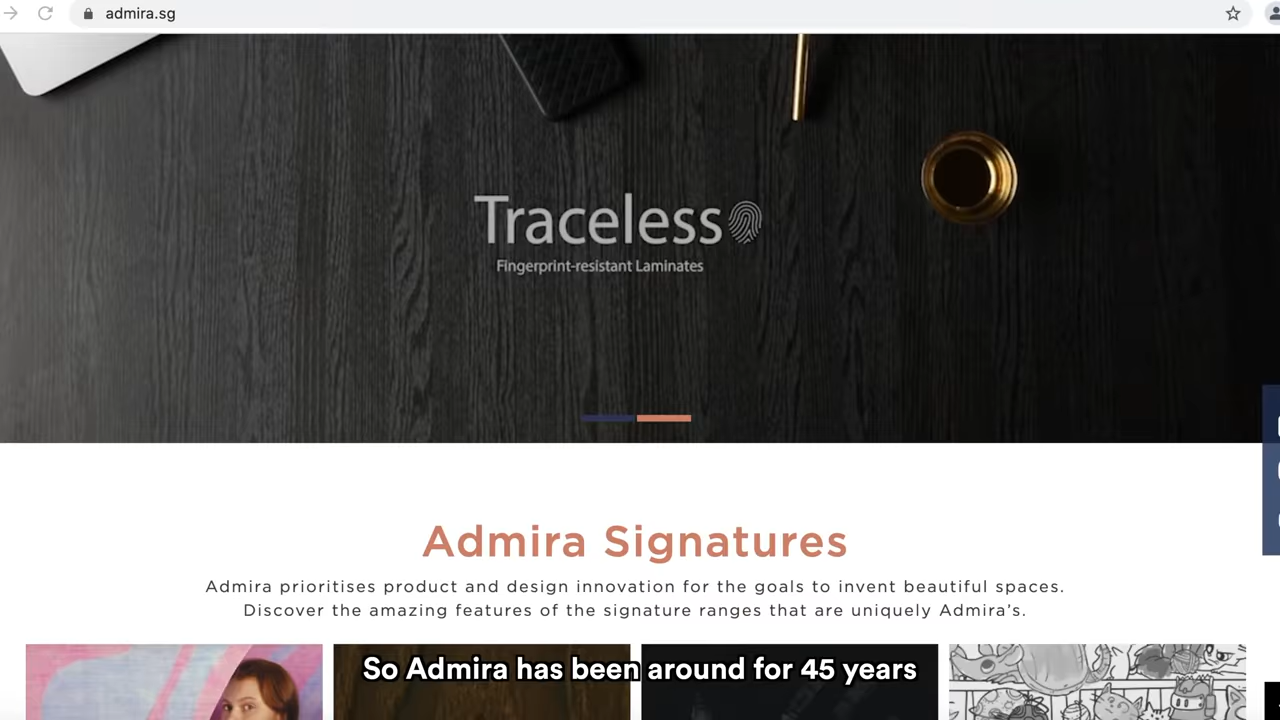 admira.sg
Traceless
Fingerprint-resistant Laminates
Admira Signatures
Admira prioritises product and design innovation for the goals to invent beautiful spaces.
Discover the amazing features of the signature ranges that are uniquely Admira's.
So Admira has been around for 45 years